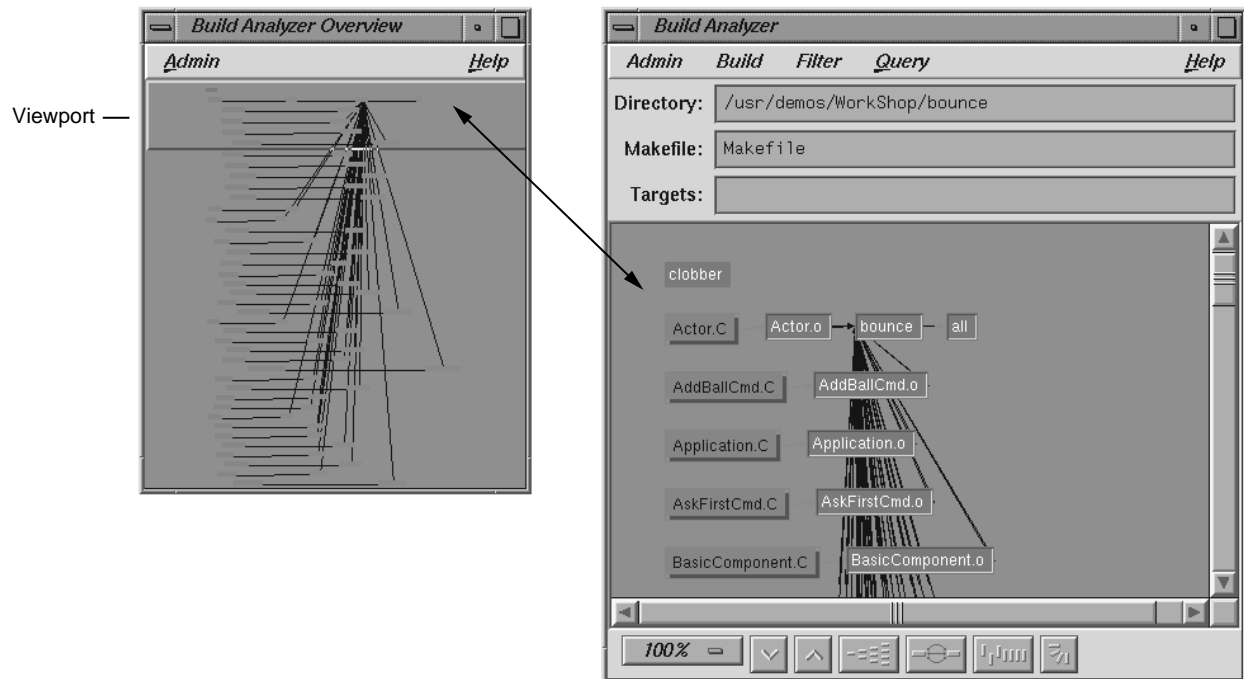 Build Analyzer Overview
Admin Help
Viewport
Build Analyzer
Admin Build Filter Query Help
Directory: /usr/demos/WorkShop/bounce
Makefile: Makefile
Targets:
clobber
Actor.C Actor.o bounce all
AddBallCmd.C AddBallCmd.o
Application.C Application.o
AskFirstCmd.C AskFirstCmd.o
BasicComponent.C BasicComponent.o
100%